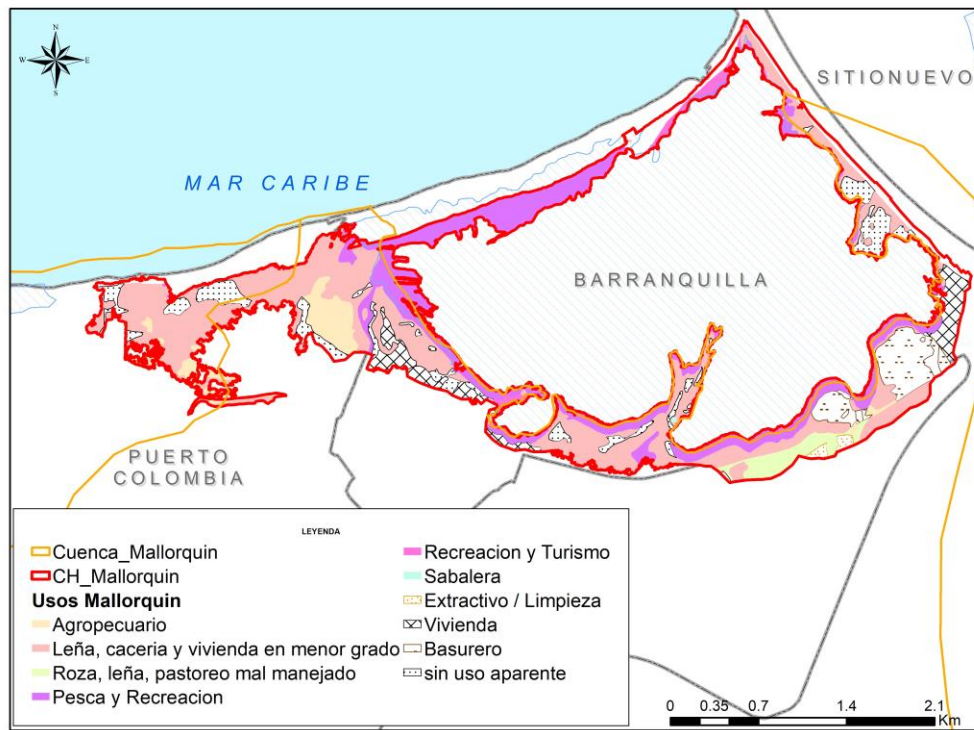 N
W
E
S
SITIONUEVO
MAR CARIBE
BARRANQUILLA
PUERTO
COLOMBIA
LEYENDA
Cuenca_Mallorquin
CH_Mallorquin
Usos Mallorquin
Agropecuario
Leña, caceria y vivienda en menor grado
Roza, leña, pastoreo mal manejado
Pesca y Recreacion
Recreacion y Turismo
Sabalera
Extractivo / Limpieza
Vivienda
Basurero
sin uso aparente
0 0.35 0.7 1.4 2.1
Km